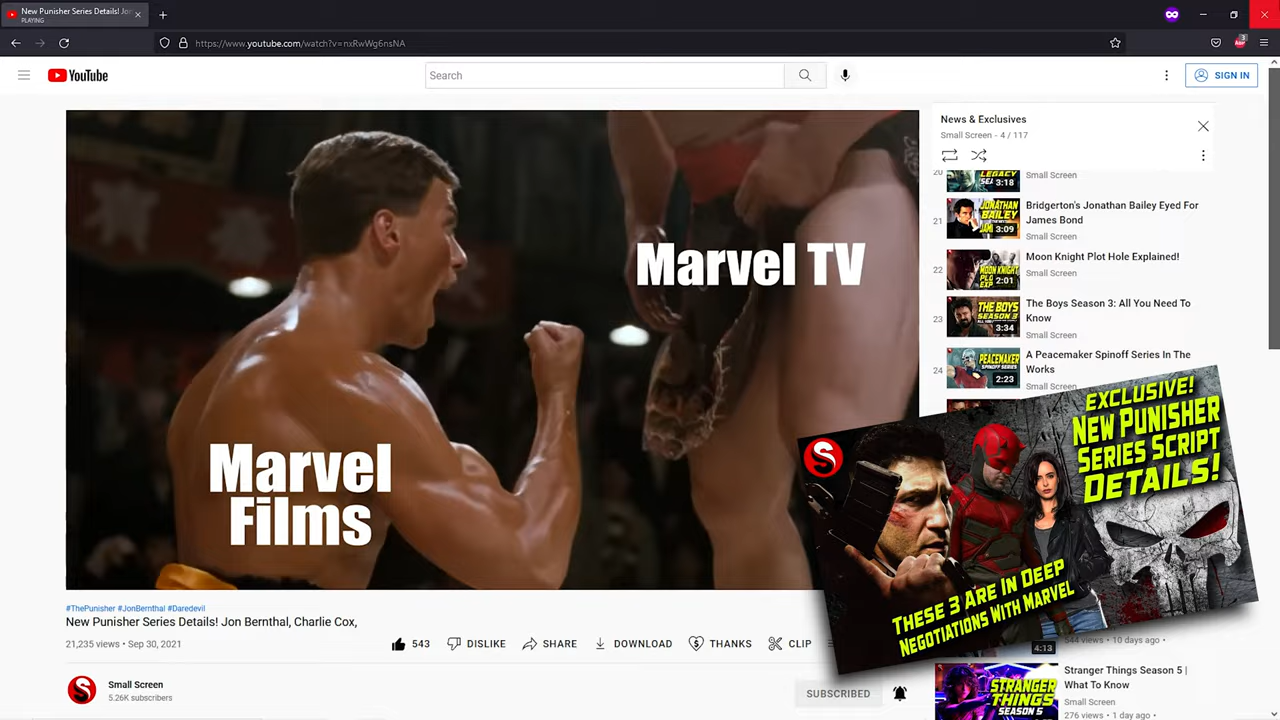 New Punisher Series Details! Jon
PLAYING
https://www.youtube.com/watch?v=nxRwWg6nsNA
3
YouTube
Search
SIGN IN
News & Exclusives
Small Screen - 4 / 117
20
LEGACY
3:18
Small Screen
21
JONATHAN
BAILEY
3:09
Bridgerton's Jonathan Bailey Eyed For
James Bond
Small Screen
22
MOON KNIGHT
2:01
Moon Knight Plot Hole Explained!
Small Screen
23
THE BOYS
SEASON 3
3:34
The Boys Season 3: All You Need To
Know
Small Screen
24
PEACEMAKER
SPINOFF SERIES
2:23
A Peacemaker Spinoff Series In The
Works
Small Screen
Marvel TV
Marvel
Films
EXCLUSIVE!
NEW PUNISHER
SERIES SCRIPT
DETAILS!
THESE 3 ARE IN DEEP
NEGOTIATIONS WITH MARVEL
#ThePunisher #JonBernthal #Daredevil
New Punisher Series Details! Jon Bernthal, Charlie Cox,
21,235 views • Sep 30, 2021
543
DISLIKE
SHARE
DOWNLOAD
THANKS
CLIP
Small Screen
5.26K subscribers
SUBSCRIBED
544 views • 10 days ago •
4:13
STRANGER
THINGS
SEASON 5
Stranger Things Season 5 |
What To Know
Small Screen
276 views • 1 day ago •